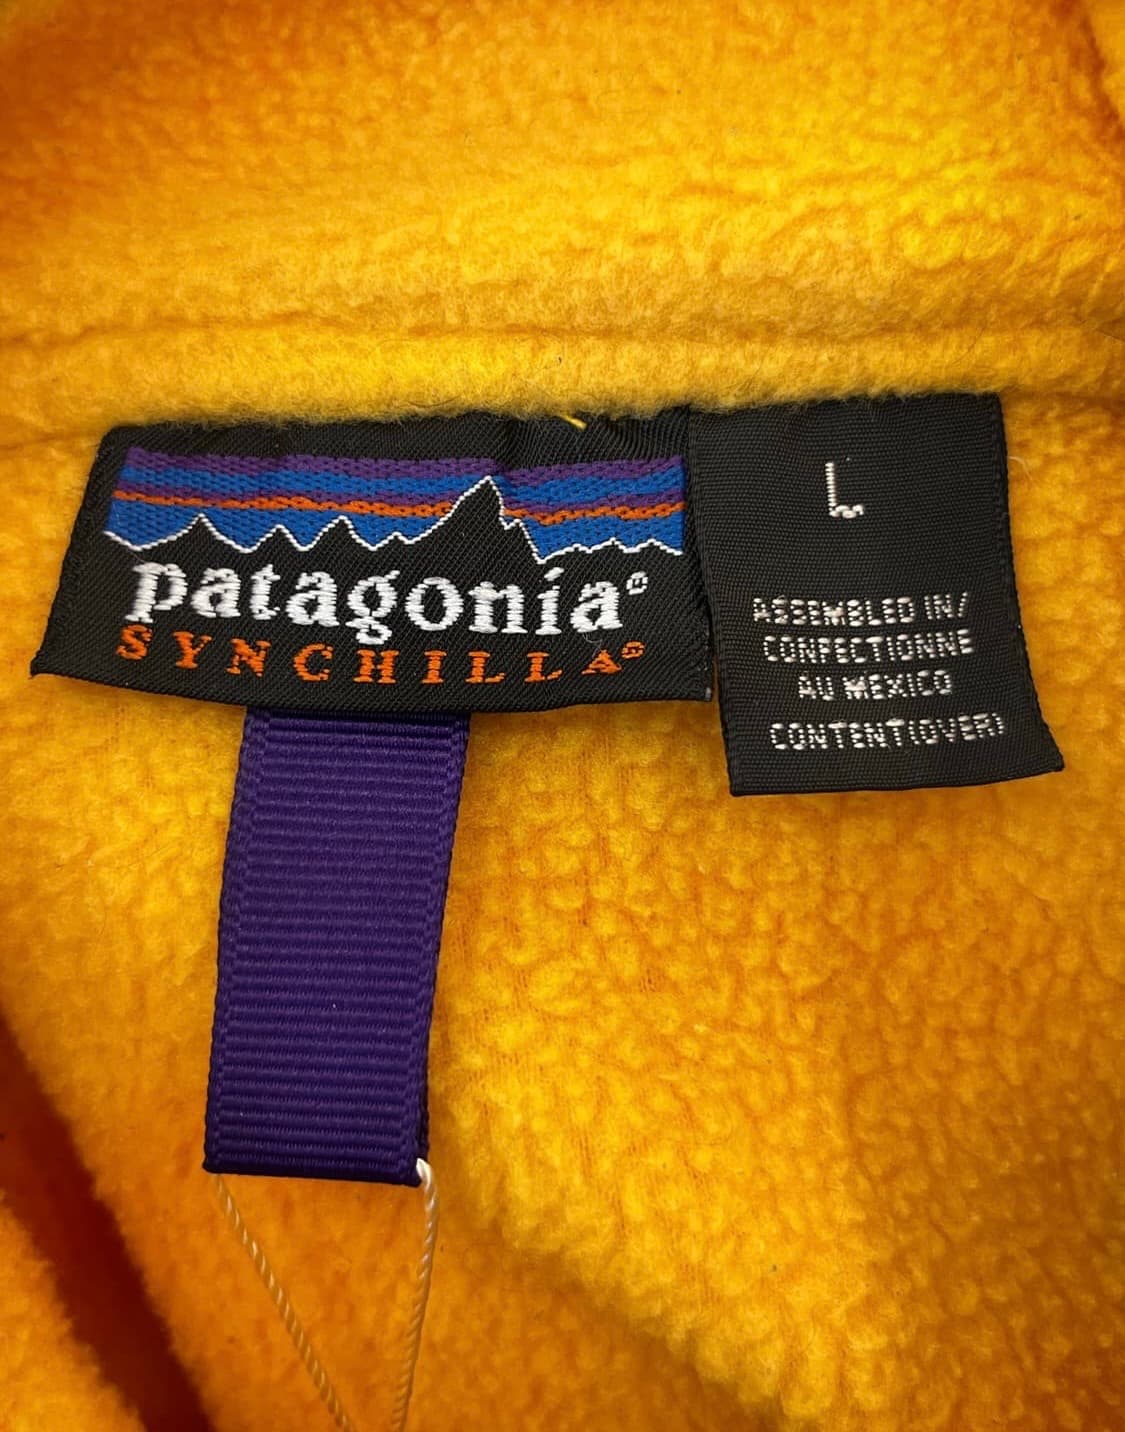 patagonia®
SYNCHILLA®
L
ASSEMBLED IN/
CONFECTIONNE
AU MEXICO
CONTENT(OVER)